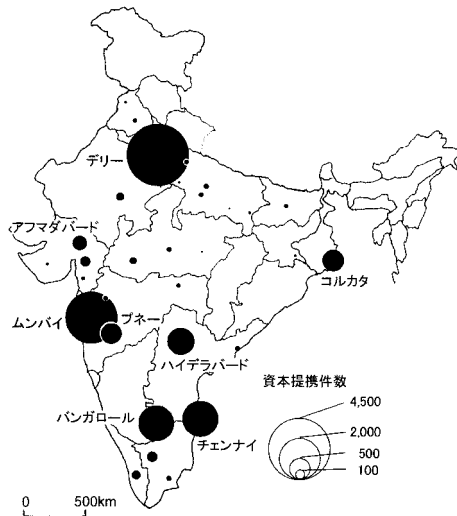 デリー
アフマダバード
コルカタ
ムンバイ
プネー
ハイデラバード
バンガロール
チェンナイ
資本提携件数
4,500
2,000
500
100
0 500km